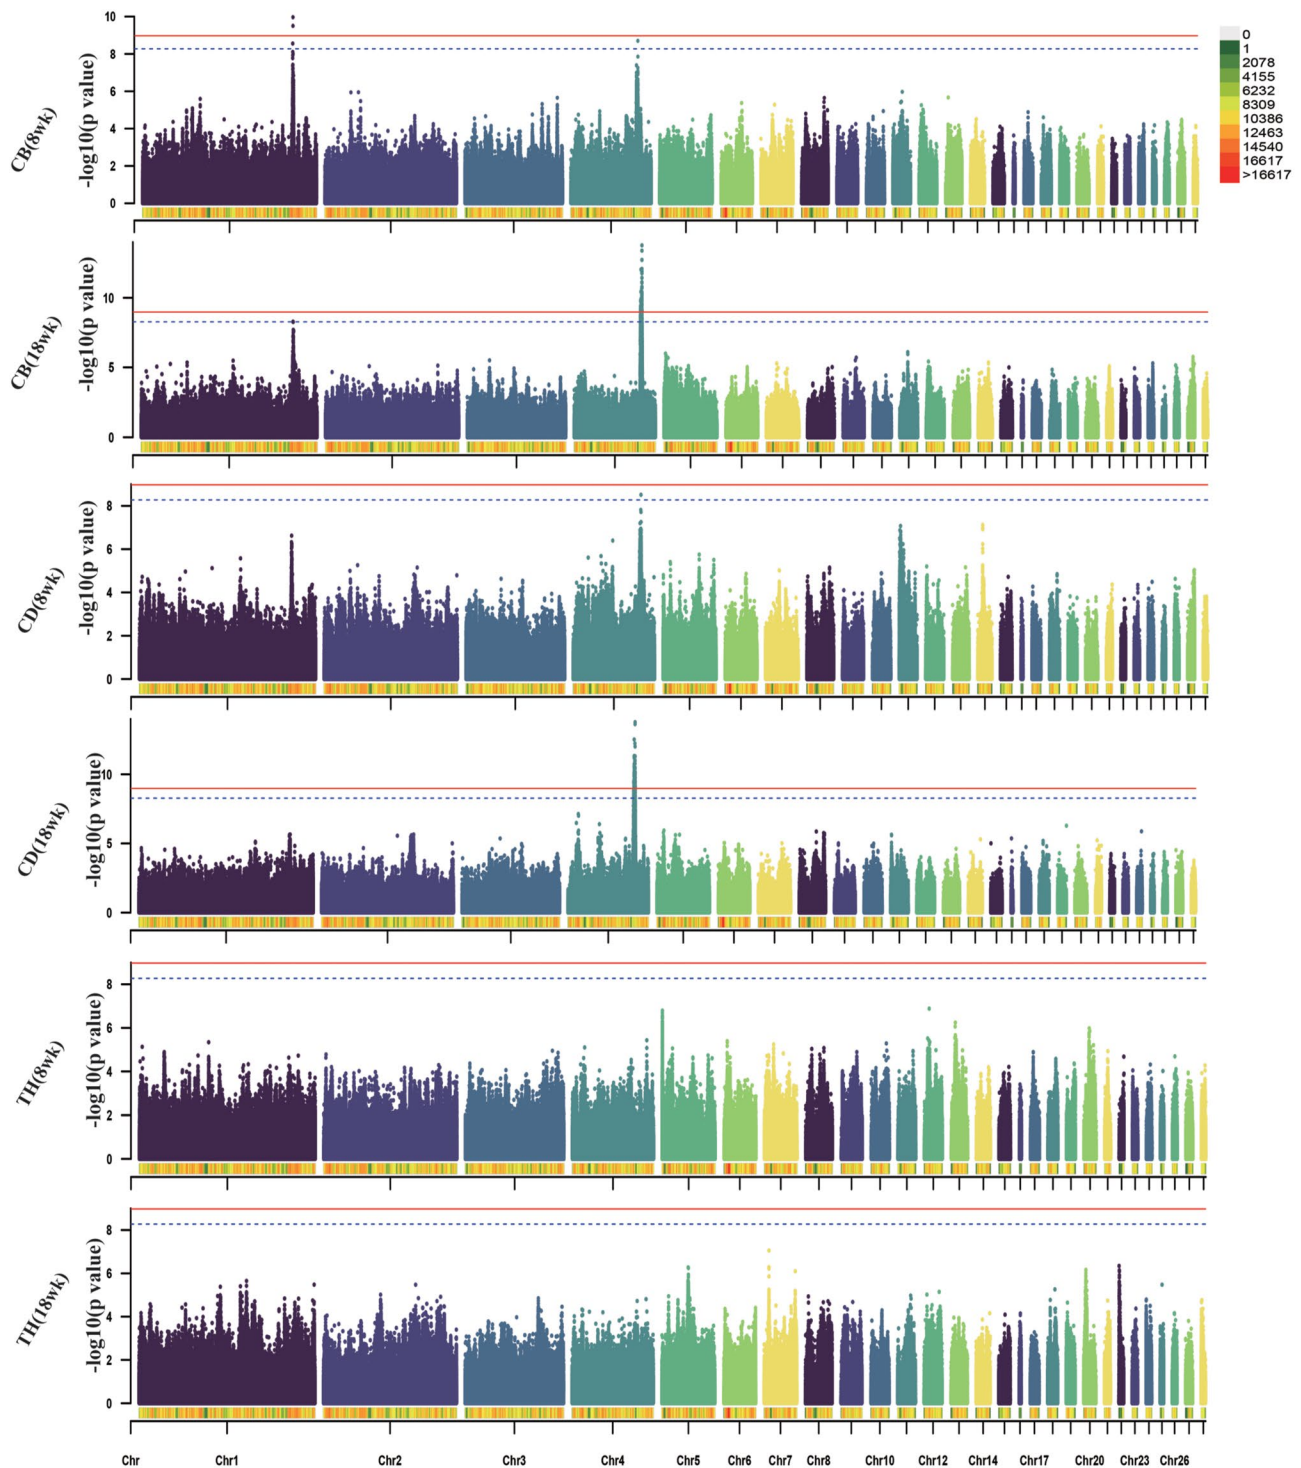 CB(8wk)
-log10(p value)
10
8
6
4
2
0
0
1
2078
4155
6232
8309
10386
12463
14540
16617
>16617
CB(18wk)
-log10(p value)
10
5
0
CD(8wk)
-log10(p value)
8
6
4
2
0
CD(18wk)
-log10(p value)
10
5
0
TH(8wk)
-log10(p value)
8
6
4
2
0
TH(18wk)
-log10(p value)
8
6
4
2
0
Chr Chr1 Chr2 Chr3 Chr4 Chr5 Chr6 Chr7 Chr8 Chr10 Chr12 Chr14 Chr17 Chr20 Chr23 Chr26